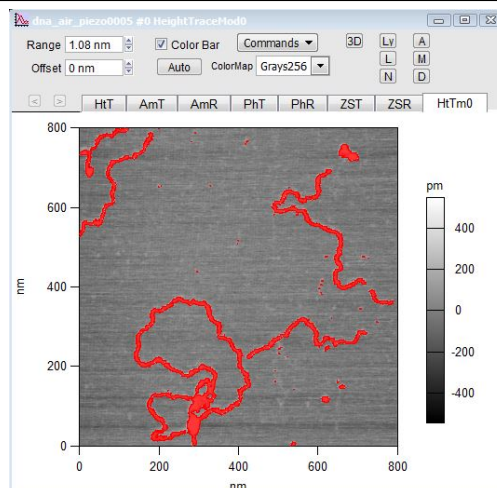 dna_air_piezo0005 #0 HeightTraceMod0
Range 1.08 nm Color Bar Commands 3D Lγ A
Offset 0 nm Auto ColorMap Grays256 L M
N D
< > HtT AmT AmR PhT PhR ZST ZSR HtTm0
800
600
400
200
0
nm
0 200 400 600 800
nm
pm
400
200
0
-200
-400